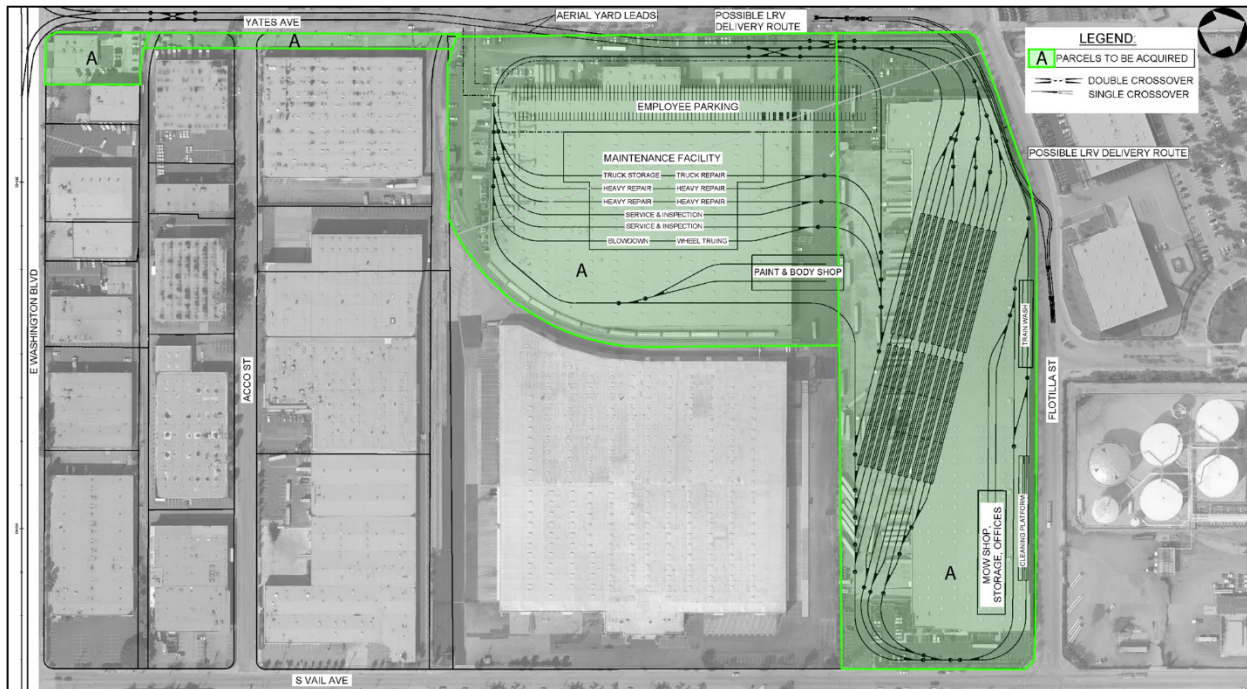 YATES AVE
AERIAL YARD LEADS
POSSIBLE LRV
DELIVERY ROUTE
LEGEND:
A PARCELS TO BE ACQUIRED
DOUBLE CROSSOVER
SINGLE CROSSOVER
A
A
EMPLOYEE PARKING
POSSIBLE LRV DELIVERY ROUTE
MAINTENANCE FACILITY
TRUCK STORAGE TRUCK REPAIR
HEAVY REPAIR HEAVY REPAIR
HEAVY REPAIR HEAVY REPAIR
SERVICE & INSPECTION
SERVICE & INSPECTION
BLOWDOWN WHEEL TRUING
A
PAINT & BODY SHOP
E WASHINGTON BLVD
ACCO ST
TRAIN WASH
FLOTILLA ST
MOW SHOP,
STORAGE, OFFICES
CLEANING PLATFORM
A
S VAIL AVE